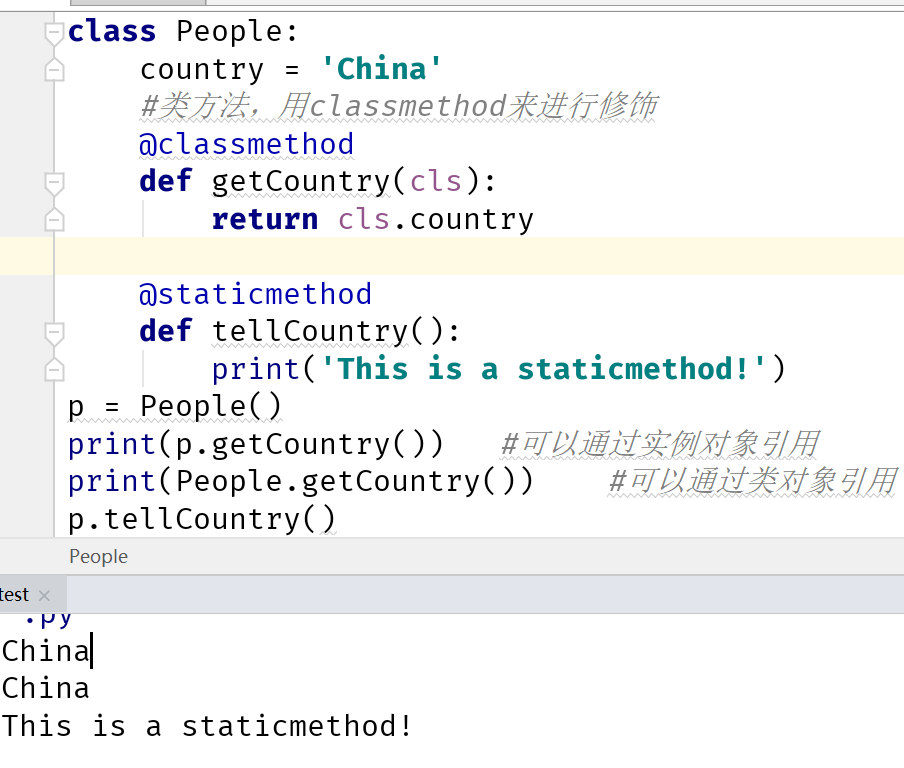 class People:
    country = 'China'
    #类方法，用classmethod来进行修饰
    @classmethod
    def getCountry(cls):
        return cls.country
    @staticmethod
    def tellCountry():
        print('This is a staticmethod!')
p = People()
print(p.getCountry())   #可以通过实例对象引用
print(People.getCountry())    #可以通过类对象引用
p.tellCountry()
People
test
.py
China
China
This is a staticmethod!